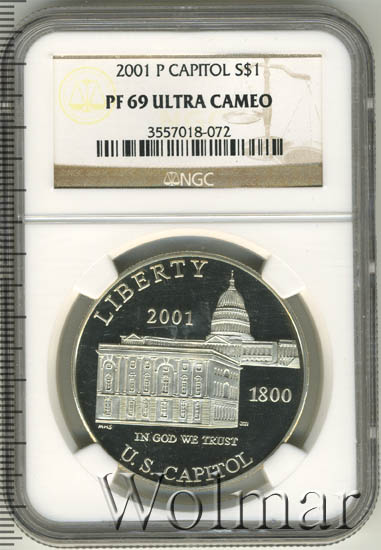 2001 P CAPITOL S$1
PF 69 ULTRA CAMEO
3557018-072
NGC
LIBERTY
2001
1800
MMS
IN GOD WE TRUST
U.S. CAPITOL
Wolmar